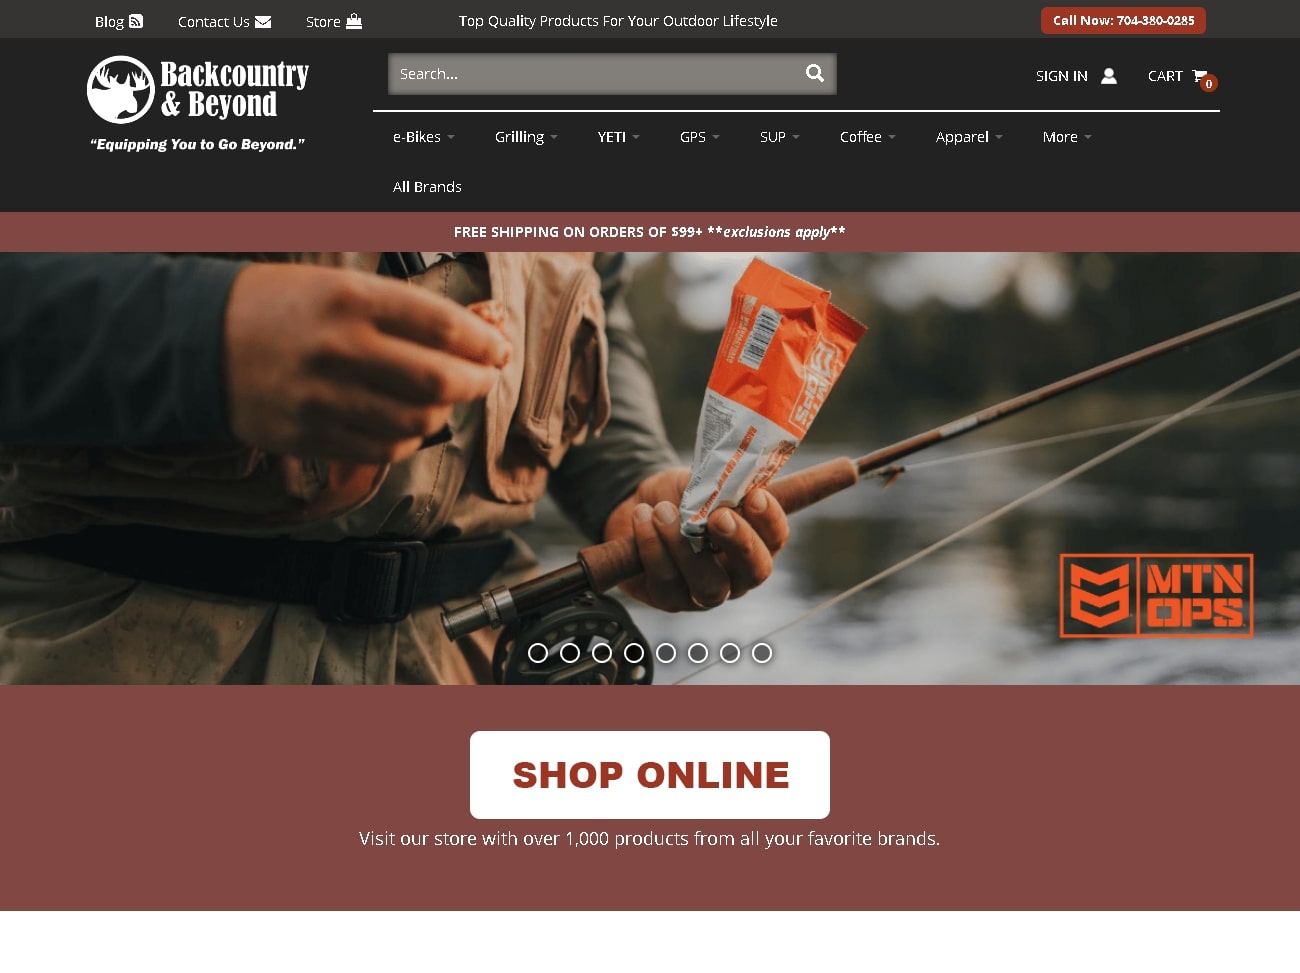 Blog
Contact Us
Store
Top Quality Products For Your Outdoor Lifestyle
Call Now: 704-380-0285
Backcountry
& Beyond
“Equipping You to Go Beyond.”
Search...
SIGN IN
CART
0
e-Bikes
Grilling
YETI
GPS
SUP
Coffee
Apparel
More
All Brands
FREE SHIPPING ON ORDERS OF $99+ **exclusions apply**
MTN
OPS
SHOP ONLINE
Visit our store with over 1,000 products from all your favorite brands.